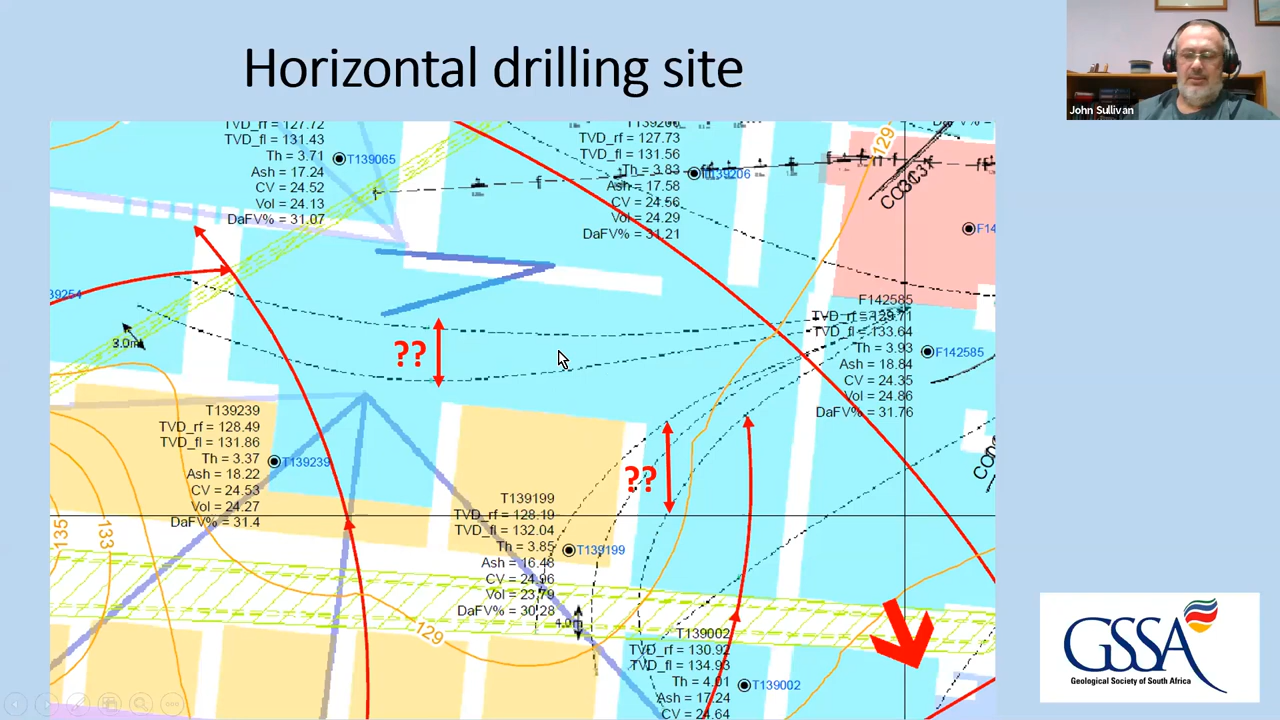 Horizontal drilling site
John Sullivan
TVD_rf = 127.72
TVD_fl = 131.43
Th = 3.71
Ash = 17.24
CV = 24.52
Vol = 24.13
DaFV% = 31.07
T139065
TVD_rf = 127.73
TVD_fl = 131.56
Th = 3.83
Ash = 17.58
CV = 24.56
Vol = 24.29
DaFV% = 31.21
T139206
129
F14
39254
3.0m
??
F142585
TVD_rf = 129.71
TVD_fl = 133.64
Th = 3.93
Ash = 18.84
CV = 24.35
Vol = 24.86
DaFV% = 31.76
F142585
T139239
TVD_rf = 128.49
TVD_fl = 131.86
Th = 3.37
Ash = 18.22
CV = 24.53
Vol = 24.27
DaFV% = 31.4
T139239
??
T139199
TVD_rf = 128.19
TVD_fl = 132.04
Th = 3.85
Ash = 16.48
CV = 24.96
Vol = 23.79
DaFV% = 30.28
T139199
135
133
129
4.0m
T139002
TVD_rf = 130.92
TVD_fl = 134.93
Th = 4.01
Ash = 17.24
CV = 24.64
T139002
GSSA
Geological Society of South Africa